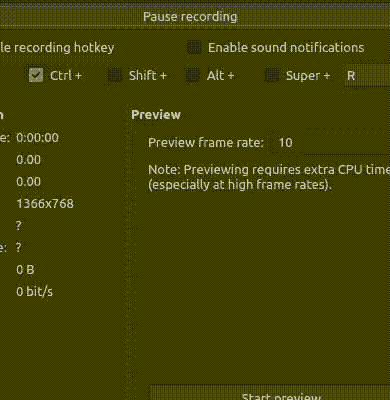 Pause recording
le recording hotkey Enable sound notifications
Ctrl + Shift + Alt + Super + R
n Preview
e: 0:00:00
Preview frame rate: 10
0.00
Note: Previewing requires extra CPU time
0.00 (especially at high frame rates).
1366x768
?
e: ?
0 B
0 bit/s
Start preview